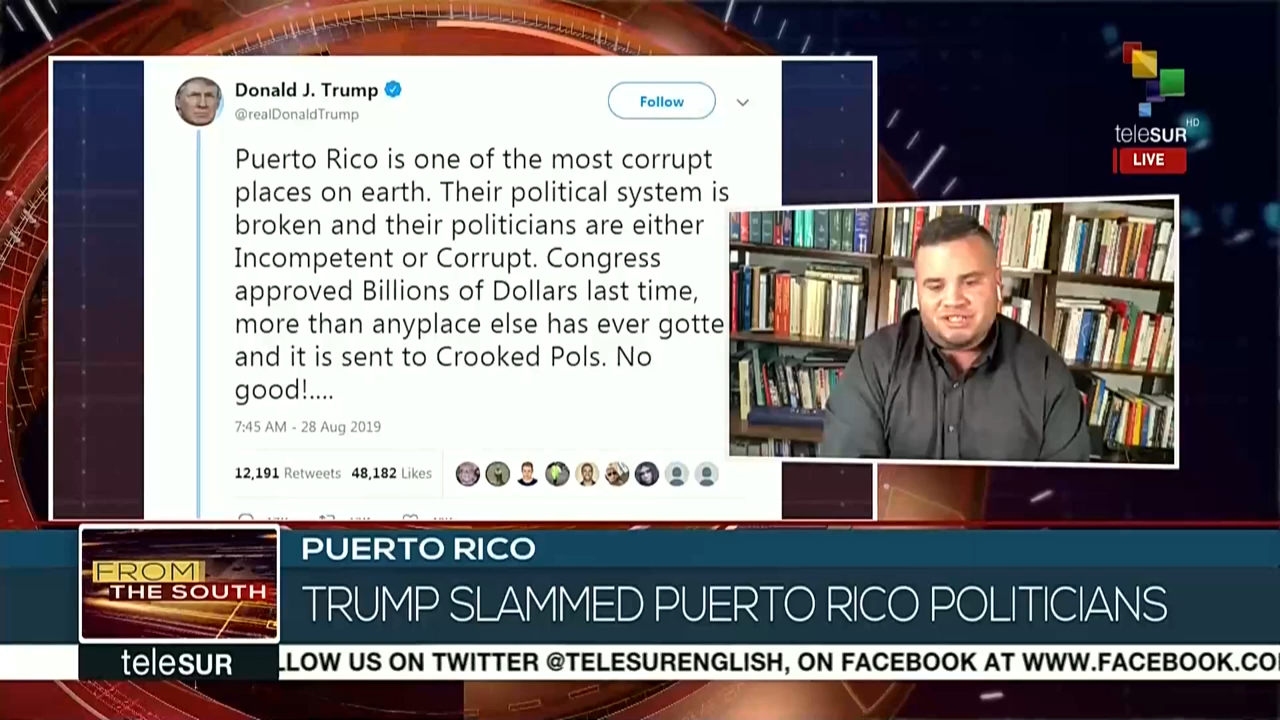 Donald J. Trump
@realDonaldTrump
Follow
Puerto Rico is one of the most corrupt
places on earth. Their political system is
broken and their politicians are either
Incompetent or Corrupt. Congress
approved Billions of Dollars last time,
more than anyplace else has ever gotte
and it is sent to Crooked Pols. No
good!....
7:45 AM - 28 Aug 2019
12,191 Retweets 48,182 Likes
teleSUR HD
LIVE
PUERTO RICO
FROM
THE SOUTH
TRUMP SLAMMED PUERTO RICO POLITICIANS
teleSUR
LLOW US ON TWITTER @TELESURENGLISH, ON FACEBOOK AT WWW.FACEBOOK.CO